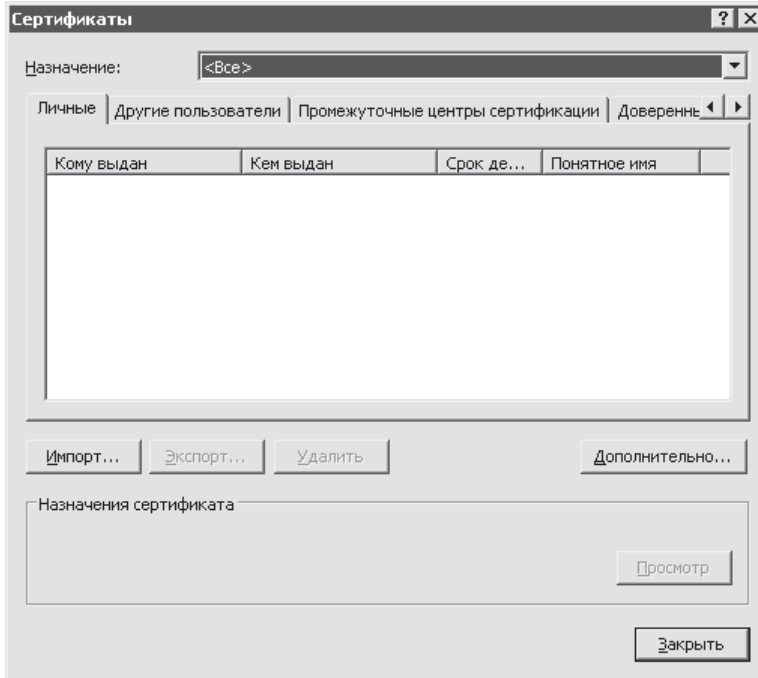 Сертификаты
Назначение: <Все>
Личные Другие пользователи Промежуточные центры сертификации Доверенны
Кому выдан Кем выдан Срок де... Понятное имя
Импорт... Экспорт... Удалить Дополнительно...
Назначения сертификата
Просмотр
Закрыть